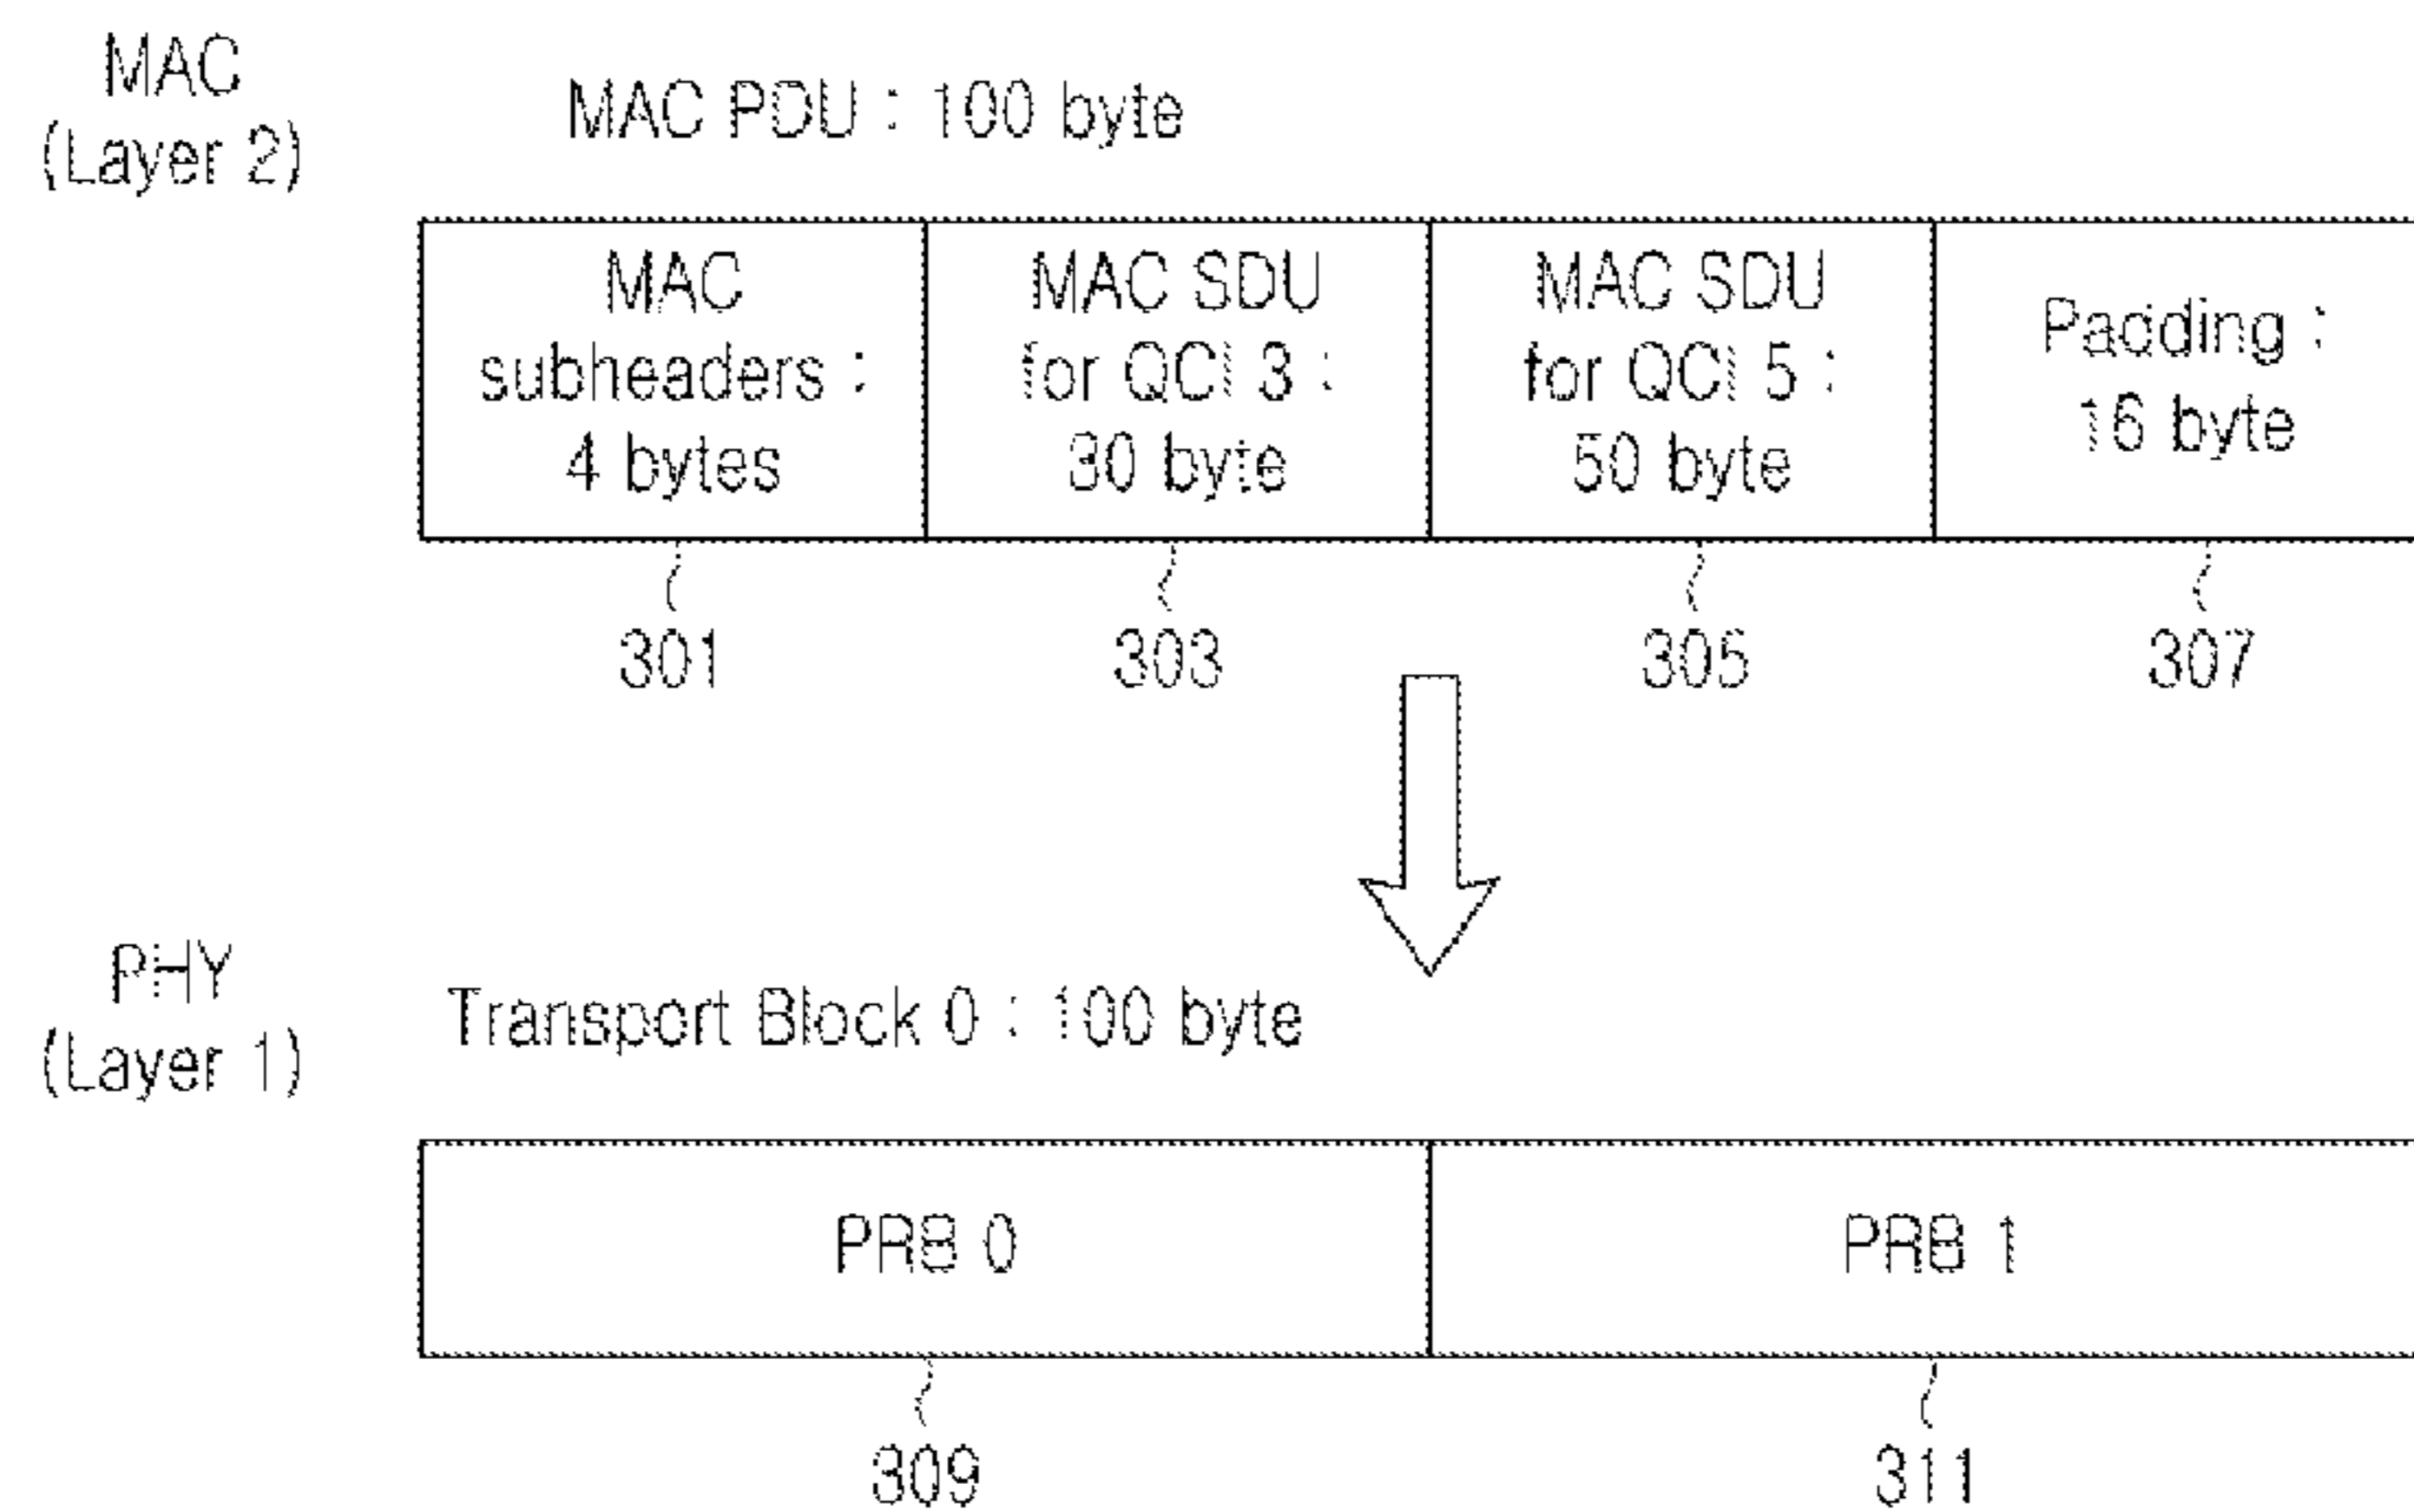 MAC
(Layer 2)
MAC PDU : 100 byte
MAC
subheaders :
4 bytes
MAC SDU
for QCI 3 :
30 byte
MAC SDU
for QCI 5 :
50 byte
Padding :
16 byte
301
303
305
307
PHY
(Layer 1)
Transport Block 0 : 100 byte
PRB 0
PRB 1
309
311